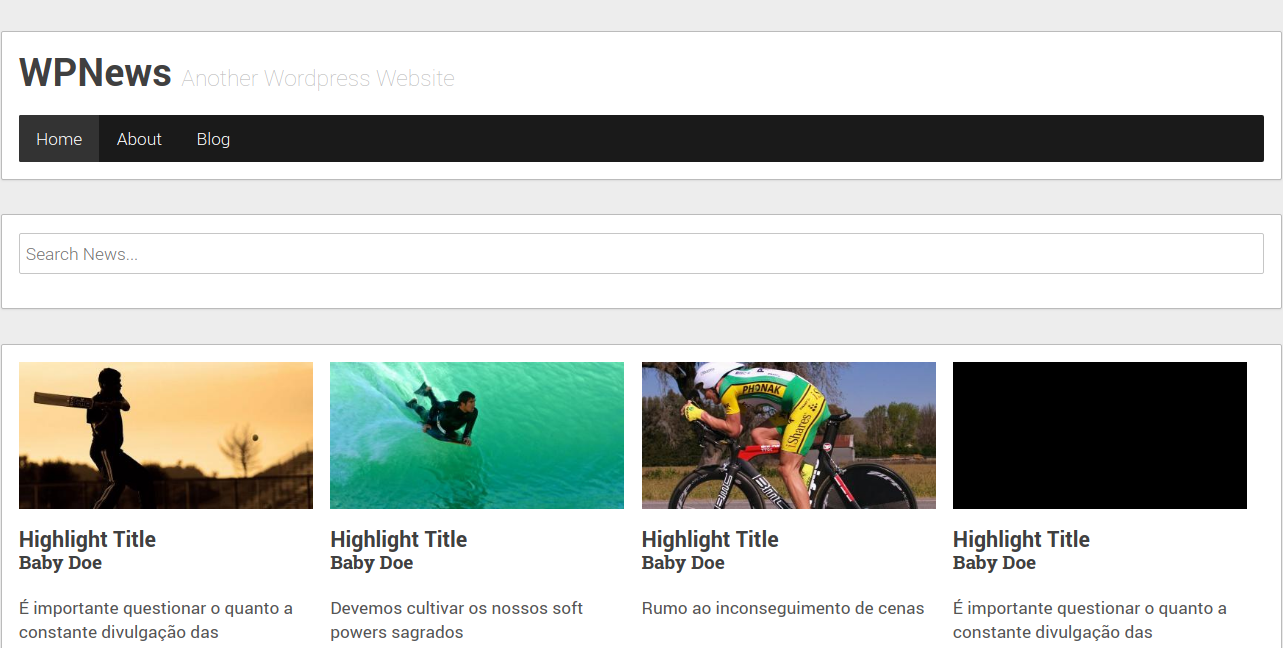 WPNews Another Wordpress Website
Home About Blog
Search News...
PHONAK
iShares
BMC
Highlight Title
Baby Doe
É importante questionar o quanto a
constante divulgação das
Highlight Title
Baby Doe
Devemos cultivar os nossos soft
powers sagrados
Highlight Title
Baby Doe
Rumo ao inconseguimento de cenas
Highlight Title
Baby Doe
É importante questionar o quanto a
constante divulgação das